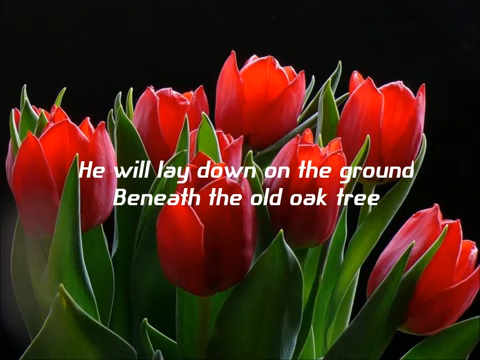 He will lay down on the ground
Beneath the old oak tree